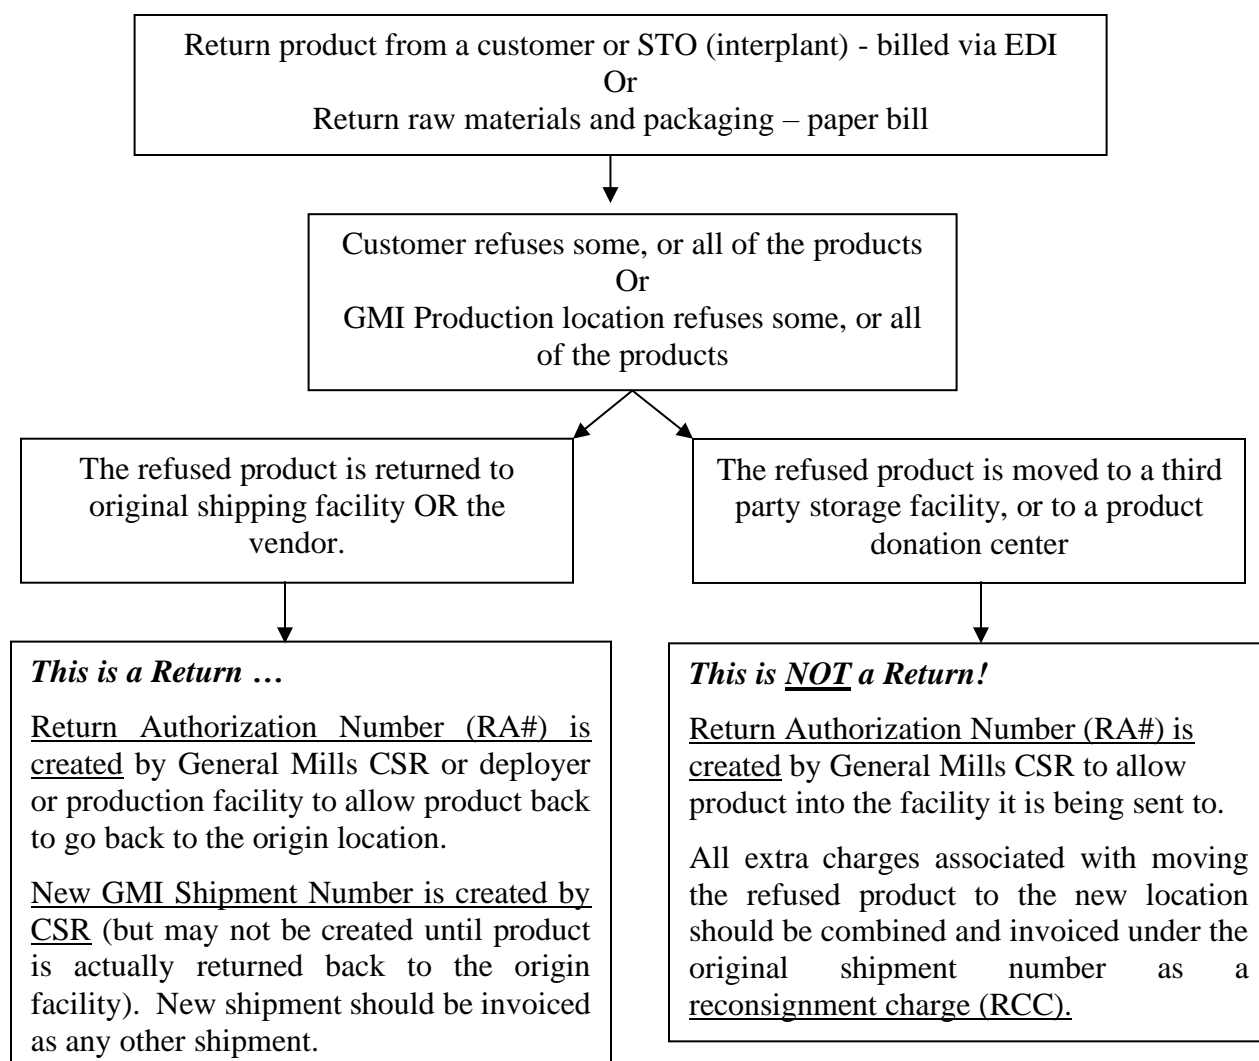 Return product from a customer or STO (interplant) - billed via EDI
Or
Return raw materials and packaging – paper bill
Customer refuses some, or all of the products
Or
GMI Production location refuses some, or all
of the products
The refused product is returned to
original shipping facility OR the
vendor.
The refused product is moved to a third
party storage facility, or to a product
donation center
This is a Return …
Return Authorization Number (RA#) is
created by General Mills CSR or deployer
or production facility to allow product back
to go back to the origin location.
New GMI Shipment Number is created by
CSR (but may not be created until product
is actually returned back to the origin
facility).  New shipment should be invoiced
as any other shipment.
This is NOT a Return!
Return Authorization Number (RA#) is
created by General Mills CSR to allow
product into the facility it is being sent to.
All extra charges associated with moving
the refused product to the new location
should be combined and invoiced under the
original shipment number as a
reconsignment charge (RCC).